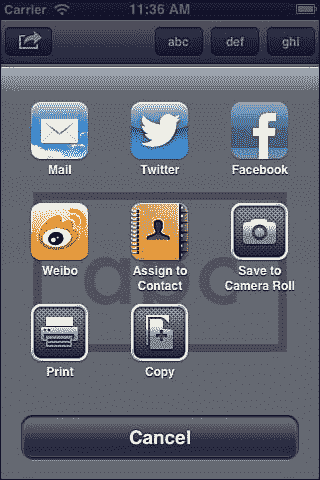 Carrier 11:36 AM
abc def ghi
Mail Twitter Facebook
Weibo Assign to Contact Save to Camera Roll
abc
Print Copy
Cancel